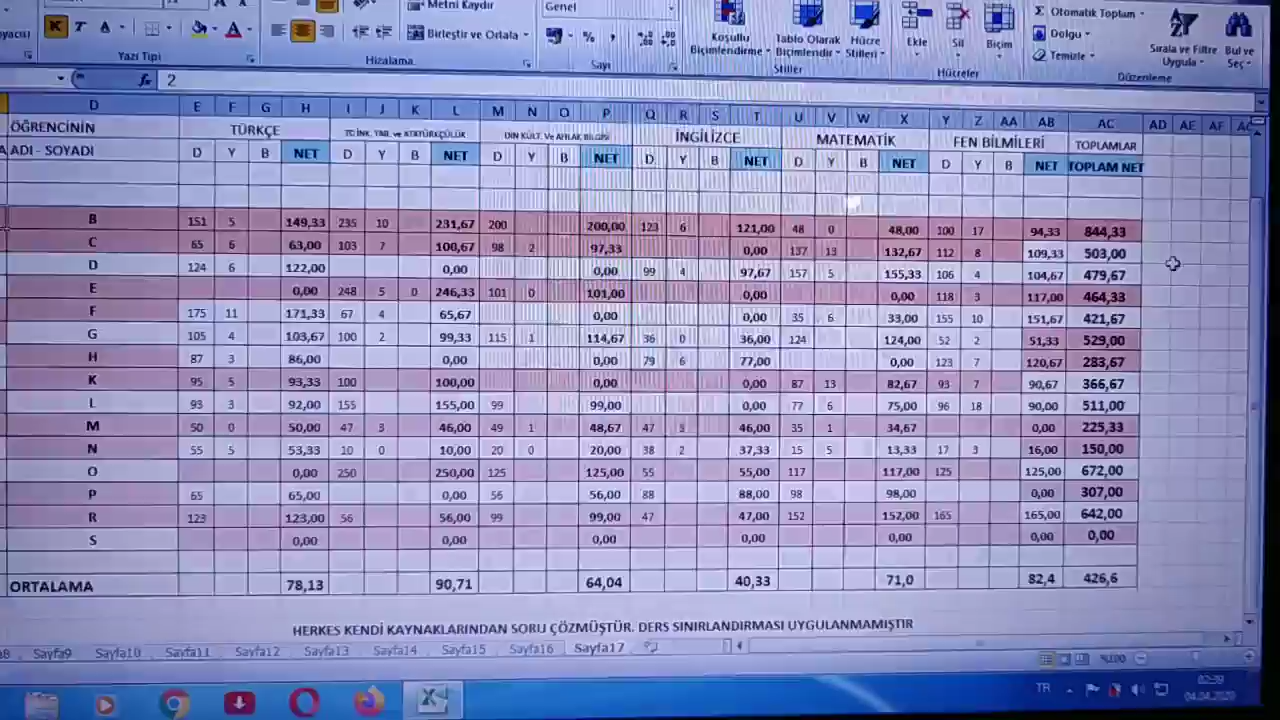 Metni Kaydır
Genel
Σ Otomatik Toplam
K T A
Birleştir ve Ortala
%
Koşullu Biçimlendirme
Tablo Olarak Biçimlendir
Hücre Stilleri
Ekle
Sil
Biçim
Dolgu
Temizle
Sırala ve Filtre Uygula
Bul ve Seç
Yazı Tipi
Hizalama
Sayı
Stiller
Hücreler
Düzenleme
fx 2
D E F G H I J K L M N O P Q R S T U V W X Y Z AA AB AC AD AE AF
ÖĞRENCİNİN TÜRKÇE TC İNK. TAR. ve ATATÜRKÇÜLÜK DİN KÜLT. Ve AHLAK BİLGİSİ İNGİLİZCE MATEMATİK FEN BİLMİLERİ TOPLAMLAR
ADI - SOYADI D Y B NET D Y B NET D Y B NET D Y B NET D Y B NET D Y B NET TOPLAM NET
B 151 5 149,33 235 10 231,67 200 200,00 123 6 121,00 48 0 48,00 100 17 94,33 844,33
C 65 6 63,00 103 7 100,67 98 2 97,33 0,00 137 13 132,67 112 8 109,33 503,00
D 124 6 122,00 0,00 0,00 99 4 97,67 157 5 155,33 106 4 104,67 479,67
E 0,00 248 5 0 246,33 101 0 101,00 0,00 0,00 118 3 117,00 464,33
F 175 11 171,33 67 4 65,67 0,00 0,00 35 6 33,00 155 10 151,67 421,67
G 105 4 103,67 100 2 99,33 115 1 114,67 36 0 36,00 124 124,00 52 2 51,33 529,00
H 87 3 86,00 0,00 0,00 79 6 77,00 0,00 123 7 120,67 283,67
K 95 5 93,33 100 100,00 0,00 0,00 87 13 82,67 93 7 90,67 366,67
L 93 3 92,00 155 155,00 99 99,00 0,00 77 6 75,00 96 18 90,00 511,00
M 50 0 50,00 47 3 46,00 49 1 48,67 47 3 46,00 35 1 34,67 0,00 225,33
N 55 5 53,33 10 0 10,00 20 0 20,00 38 2 37,33 15 5 13,33 17 3 16,00 150,00
O 0,00 250 250,00 125 125,00 55 55,00 117 117,00 125 125,00 672,00
P 65 65,00 0,00 56 56,00 88 88,00 98 98,00 0,00 307,00
R 123 123,00 56 56,00 99 99,00 47 47,00 152 152,00 165 165,00 642,00
S 0,00 0,00 0,00 0,00 0,00 0,00 0,00
ORTALAMA 78,13 90,71 64,04 40,33 71,0 82,4 426,6
HERKES KENDİ KAYNAKLARINDAN SORU ÇÖZMÜŞTÜR. DERS SINIRLANDIRMASI UYGULANMAMIŞTIR
Sayfa9 Sayfa10 Sayfa11 Sayfa12 Sayfa13 Sayfa14 Sayfa15 Sayfa16 Sayfa17
%100
TR
04.04.2020